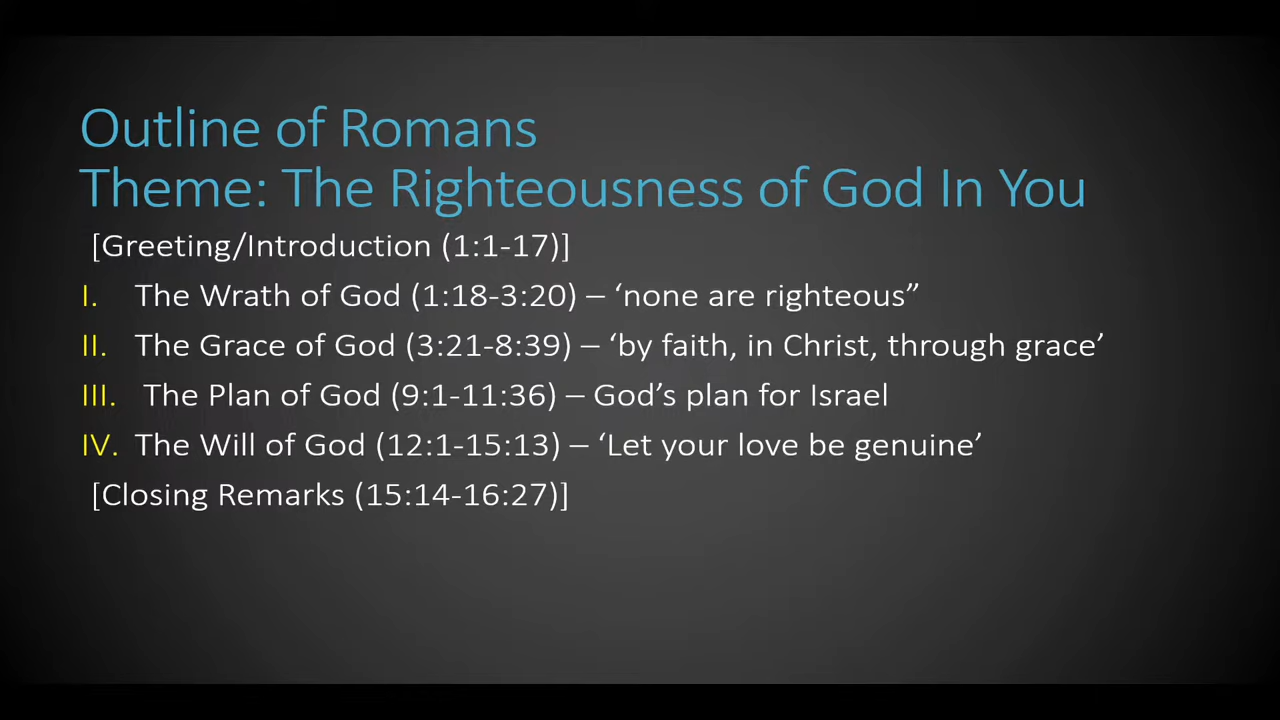 Outline of Romans
Theme: The Righteousness of God In You
[Greeting/Introduction (1:1-17)]
I. The Wrath of God (1:18-3:20) – ‘none are righteous”
II. The Grace of God (3:21-8:39) – ‘by faith, in Christ, through grace’
III. The Plan of God (9:1-11:36) – God’s plan for Israel
IV. The Will of God (12:1-15:13) – ‘Let your love be genuine’
[Closing Remarks (15:14-16:27)]